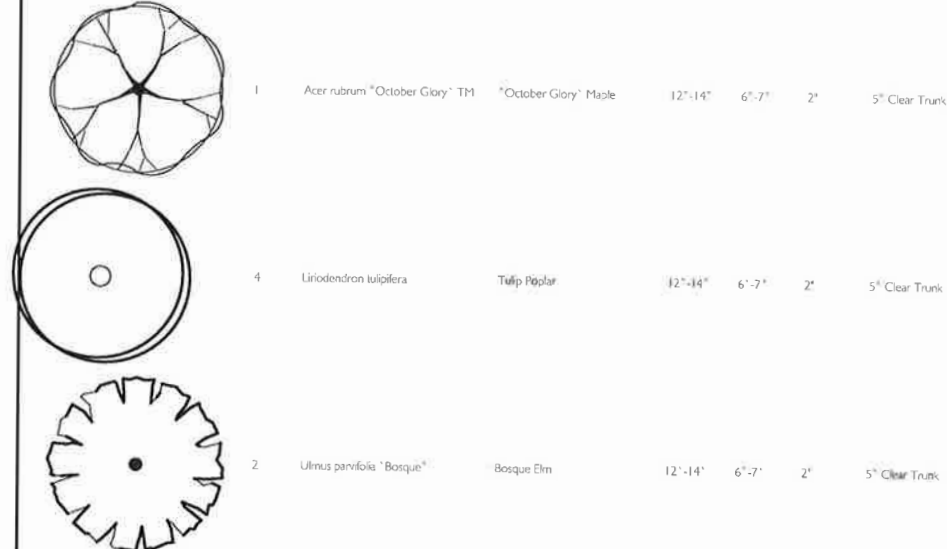 1 Acer rubrum "October Glory" TM "October Glory" Maple 12"-14" 6"-7" 2" 5" Clear Trunk
4 Liriodendron tulipifera Tulip Poplar 12"-14" 6'-7" 2" 5" Clear Trunk
2 Ulmus parvifolia `Bosque" Bosque Elm 12'-14' 6"-7' 2" 5" Clear Trunk